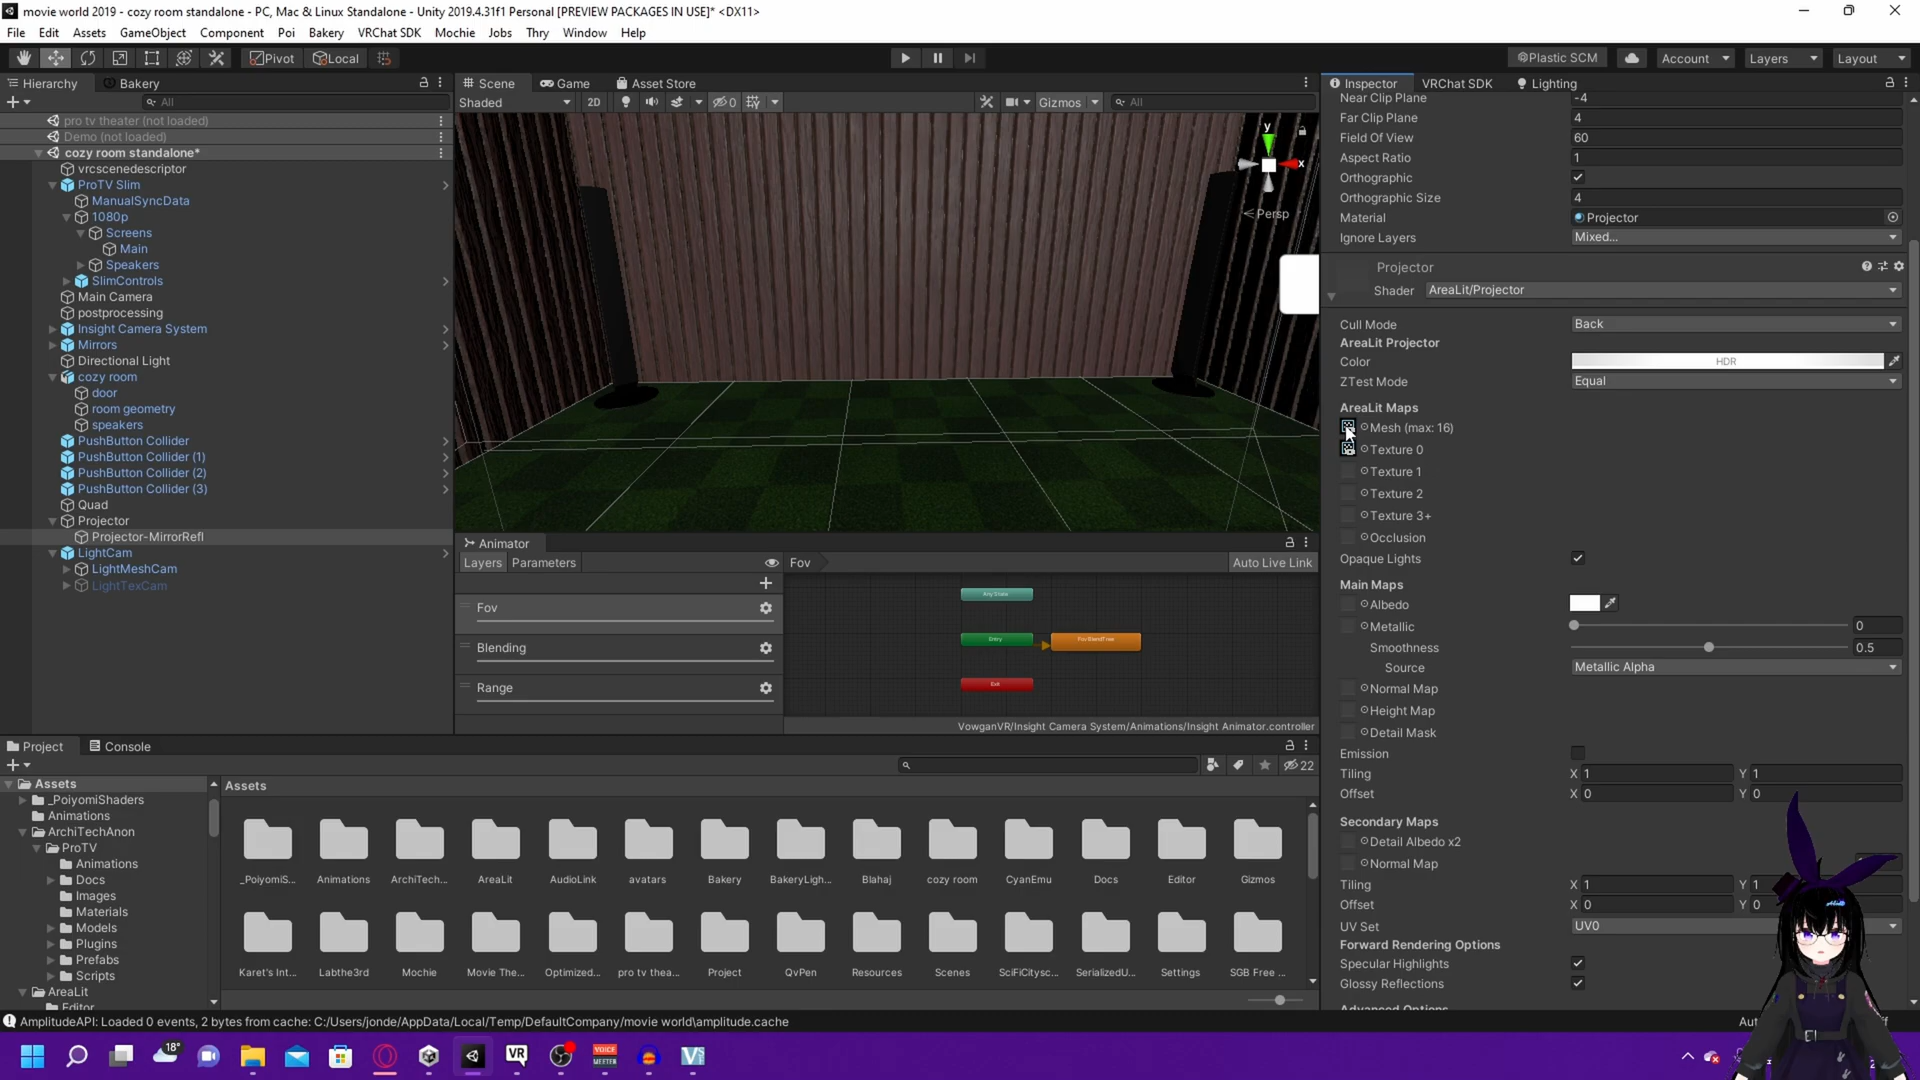 movie world 2019 - cozy room standalone - PC, Mac & Linux Standalone - Unity 2019.4.31f1 Personal [PREVIEW PACKAGES IN USE]* <DX11>
File Edit Assets GameObject Component Poi Bakery VRChat SDK Mochie Jobs Thry Window Help
Pivot Local Plastic SCM Account Layers Layout
Hierarchy Bakery
All
pro tv theater (not loaded)
Demo (not loaded)
cozy room standalone*
vrcscenedescriptor
ProTV Slim
ManualSyncData
1080p
Screens
Main
Speakers
SlimControls
Main Camera
postprocessing
Insight Camera System
Mirrors
Directional Light
cozy room
door
room geometry
speakers
PushButton Collider
PushButton Collider (1)
PushButton Collider (2)
PushButton Collider (3)
Quad
Projector
Projector-MirrorRefl
LightCam
LightMeshCam
LightTexCam
Scene Game Asset Store
Shaded 2D 0 Gizmos All
y
x
Persp
Animator
Layers Parameters Fov Auto Live Link
Fov
Blending
Range
Any State
Entry
Fov BlendTree
Exit
VowganVR/Insight Camera System/Animations/Insight Animator.controller
Inspector VRChat SDK Lighting
Near Clip Plane -4
Far Clip Plane 4
Field Of View 60
Aspect Ratio 1
Orthographic
Orthographic Size 4
Material Projector
Ignore Layers Mixed...
Projector
Shader AreaLit/Projector
Cull Mode Back
AreaLit Projector
Color HDR
ZTest Mode Equal
AreaLit Maps
Mesh (max: 16)
Texture 0
Texture 1
Texture 2
Texture 3+
Occlusion
Opaque Lights
Main Maps
Albedo
Metallic 0
Smoothness 0.5
Source Metallic Alpha
Normal Map
Height Map
Detail Mask
Emission
Tiling X 1 Y 1
Offset X 0 Y 0
Secondary Maps
Detail Albedo x2
Normal Map
Tiling X 1 Y 1
Offset X 0 Y 0
UV Set UV0
Forward Rendering Options
Specular Highlights
Glossy Reflections
Advanced Options
Project Console
22
Assets
_PoiyomiShaders
Animations
ArchiTechAnon
ProTV
Animations
Docs
Images
Materials
Models
Plugins
Prefabs
Scripts
AreaLit
Editor
Assets
_PoiyomiS... Animations ArchiTech... AreaLit AudioLink avatars Bakery BakeryLigh... Blahaj cozy room CyanEmu Docs Editor Gizmos
Karet's Int... Labthe3rd Mochie Movie The... Optimized... pro tv thea... Project QvPen Resources Scenes SciFiCitysc... SerializedU... Settings SGB Free ...
AmplitudeAPI: Loaded 0 events, 2 bytes from cache: C:/Users/jonde/AppData/Local/Temp/DefaultCompany/movie world\amplitude.cache
18°
VR
VOICE
MEETER